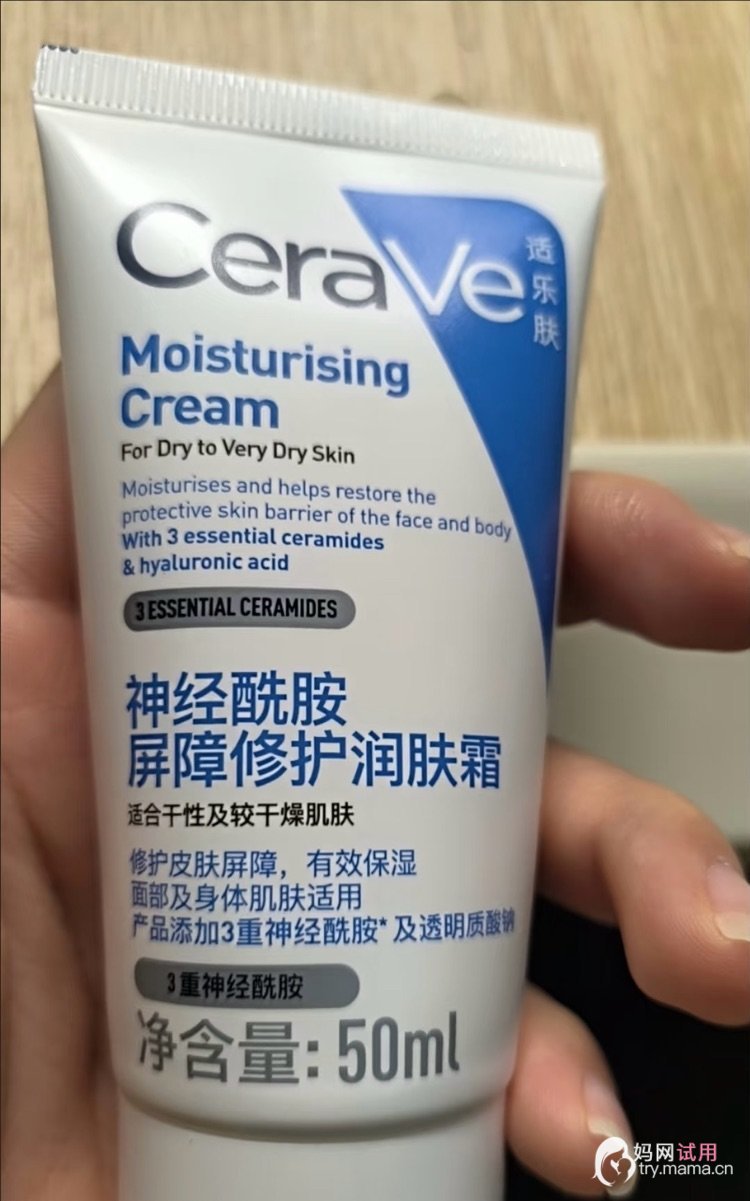 CeraVe
适乐肤
Moisturising
Cream
For Dry to Very Dry Skin
Moisturises and helps restore the
protective skin barrier of the face and body
With 3 essential ceramides
& hyaluronic acid
3 ESSENTIAL CERAMIDES
神经酰胺
屏障修护润肤霜
适合干性及较干燥肌肤
修护皮肤屏障，有效保湿
面部及身体肌肤适用
产品添加3重神经酰胺*及透明质酸钠
3重神经酰胺
净含量: 50ml
妈网试用
try.mama.cn